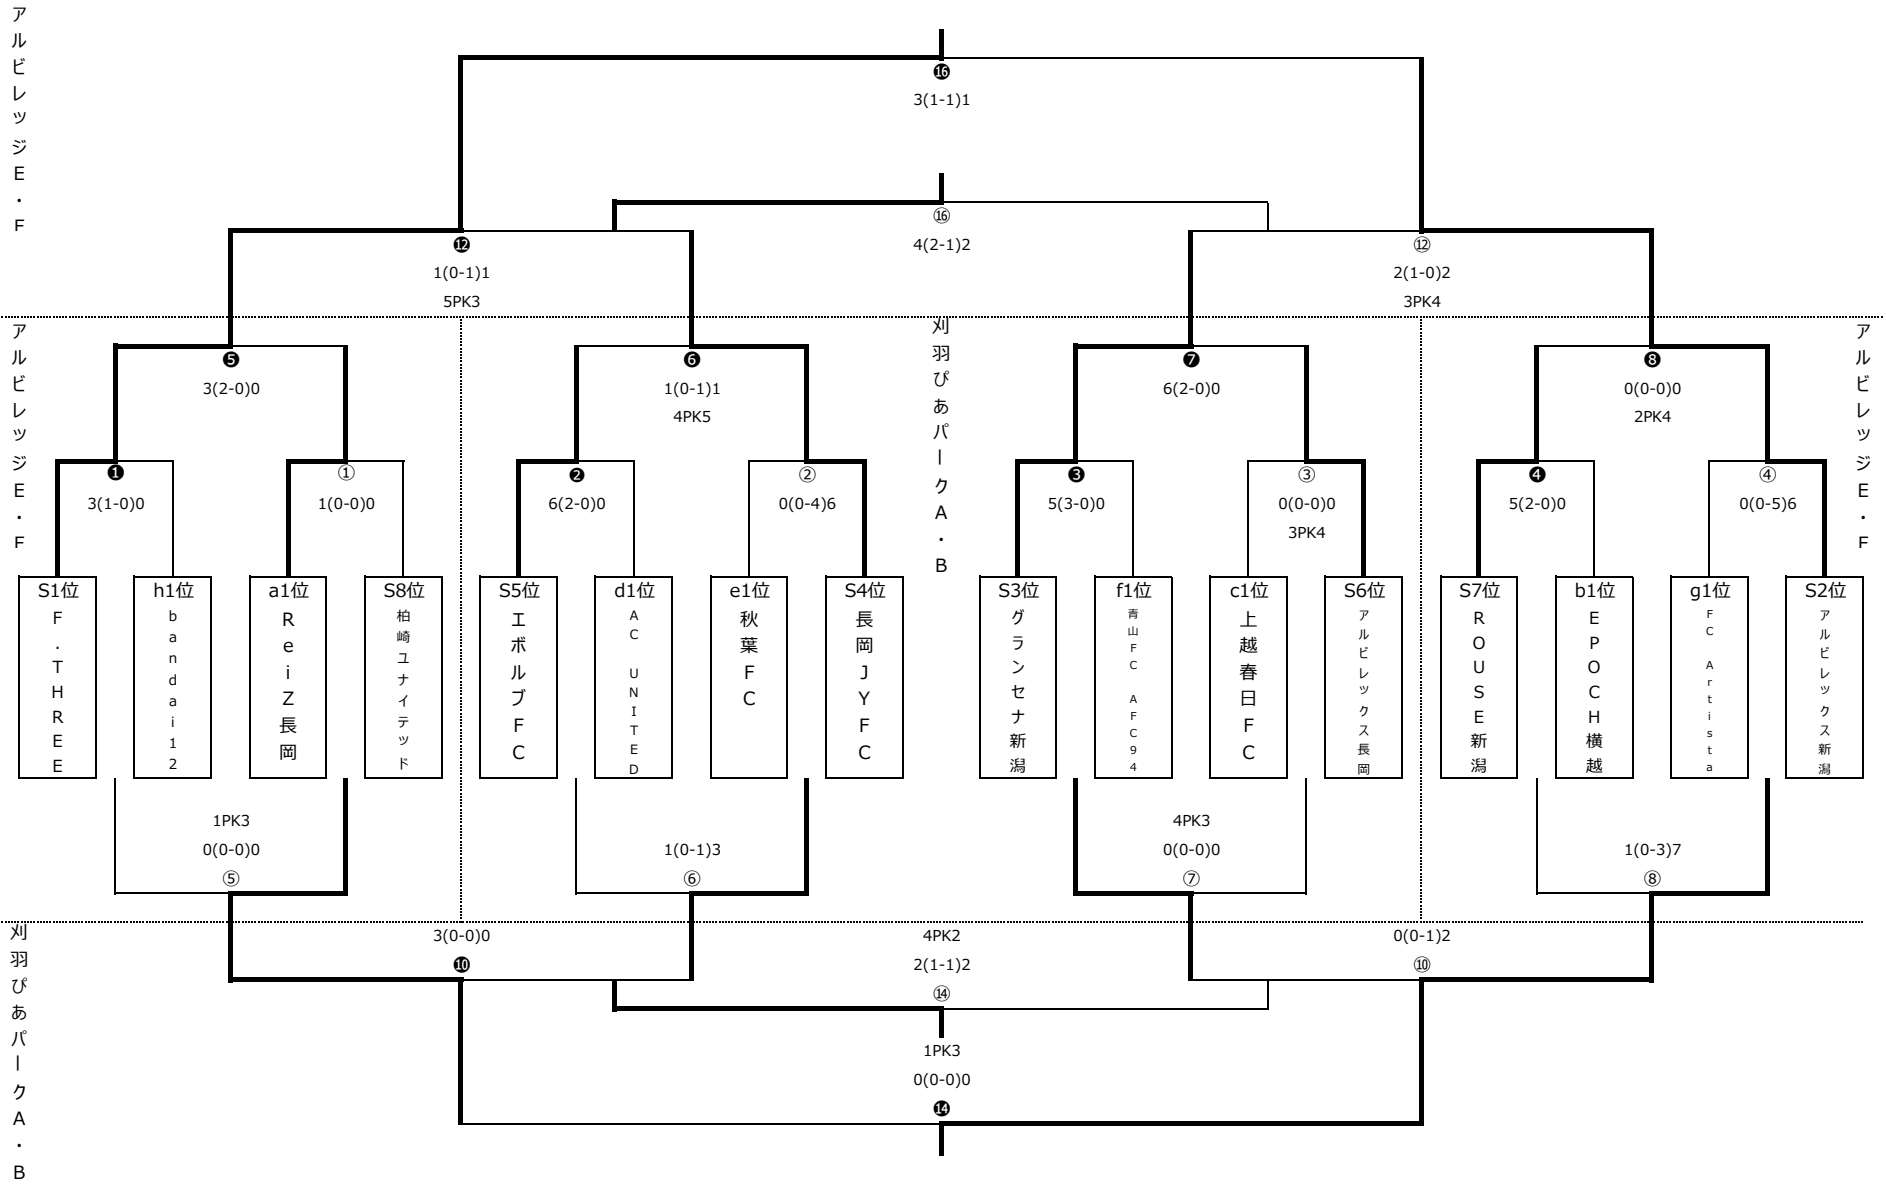 アルビレッジE・F
⓰
3(1-1)1
⑯
4(2-1)2
⓬
1(0-1)1
5PK3
⑫
2(1-0)2
3PK4
アルビレッジE・F
刈羽ぴあパークA・B
アルビレッジE・F
❺
3(2-0)0
❻
1(0-1)1
4PK5
❼
6(2-0)0
❽
0(0-0)0
2PK4
❶
3(1-0)0
①
1(0-0)0
❷
6(2-0)0
②
0(0-4)6
❸
5(3-0)0
③
0(0-0)0
3PK4
❹
5(2-0)0
④
0(0-5)6
S1位
F.THREE
h1位
bandai12
a1位
ReiZ長岡
S8位
柏崎ユナイテッド
S5位
エボルブFC
d1位
AC UNITED
e1位
秋葉FC
S4位
長岡JYFC
S3位
グランセナ新潟
f1位
青山FC AFC94
c1位
上越春日FC
S6位
アルビレックス長岡
S7位
ROUSE新潟
b1位
EPOCH横越
g1位
FC Artista
S2位
アルビレックス新潟
1PK3
0(0-0)0
⑤
1(0-1)3
⑥
4PK3
0(0-0)0
⑦
1(0-3)7
⑧
刈羽ぴあパークA・B
3(0-0)0
❿
4PK2
2(1-1)2
⑭
0(0-1)2
⑩
1PK3
0(0-0)0
⓮